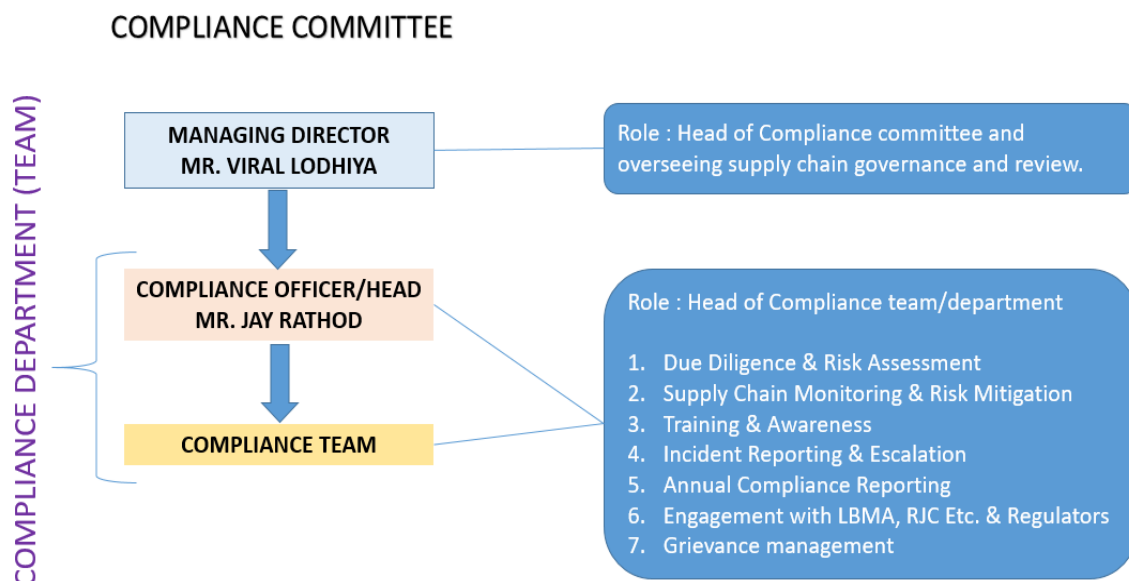 COMPLIANCE COMMITTEE
COMPLIANCE DEPARTMENT (TEAM)
MANAGING DIRECTOR
MR. VIRAL LODHIYA
Role : Head of Compliance committee and
overseeing supply chain governance and review.
COMPLIANCE OFFICER/HEAD
MR. JAY RATHOD
COMPLIANCE TEAM
Role : Head of Compliance team/department
1. Due Diligence & Risk Assessment
2. Supply Chain Monitoring & Risk Mitigation
3. Training & Awareness
4. Incident Reporting & Escalation
5. Annual Compliance Reporting
6. Engagement with LBMA, RJC Etc. & Regulators
7. Grievance management